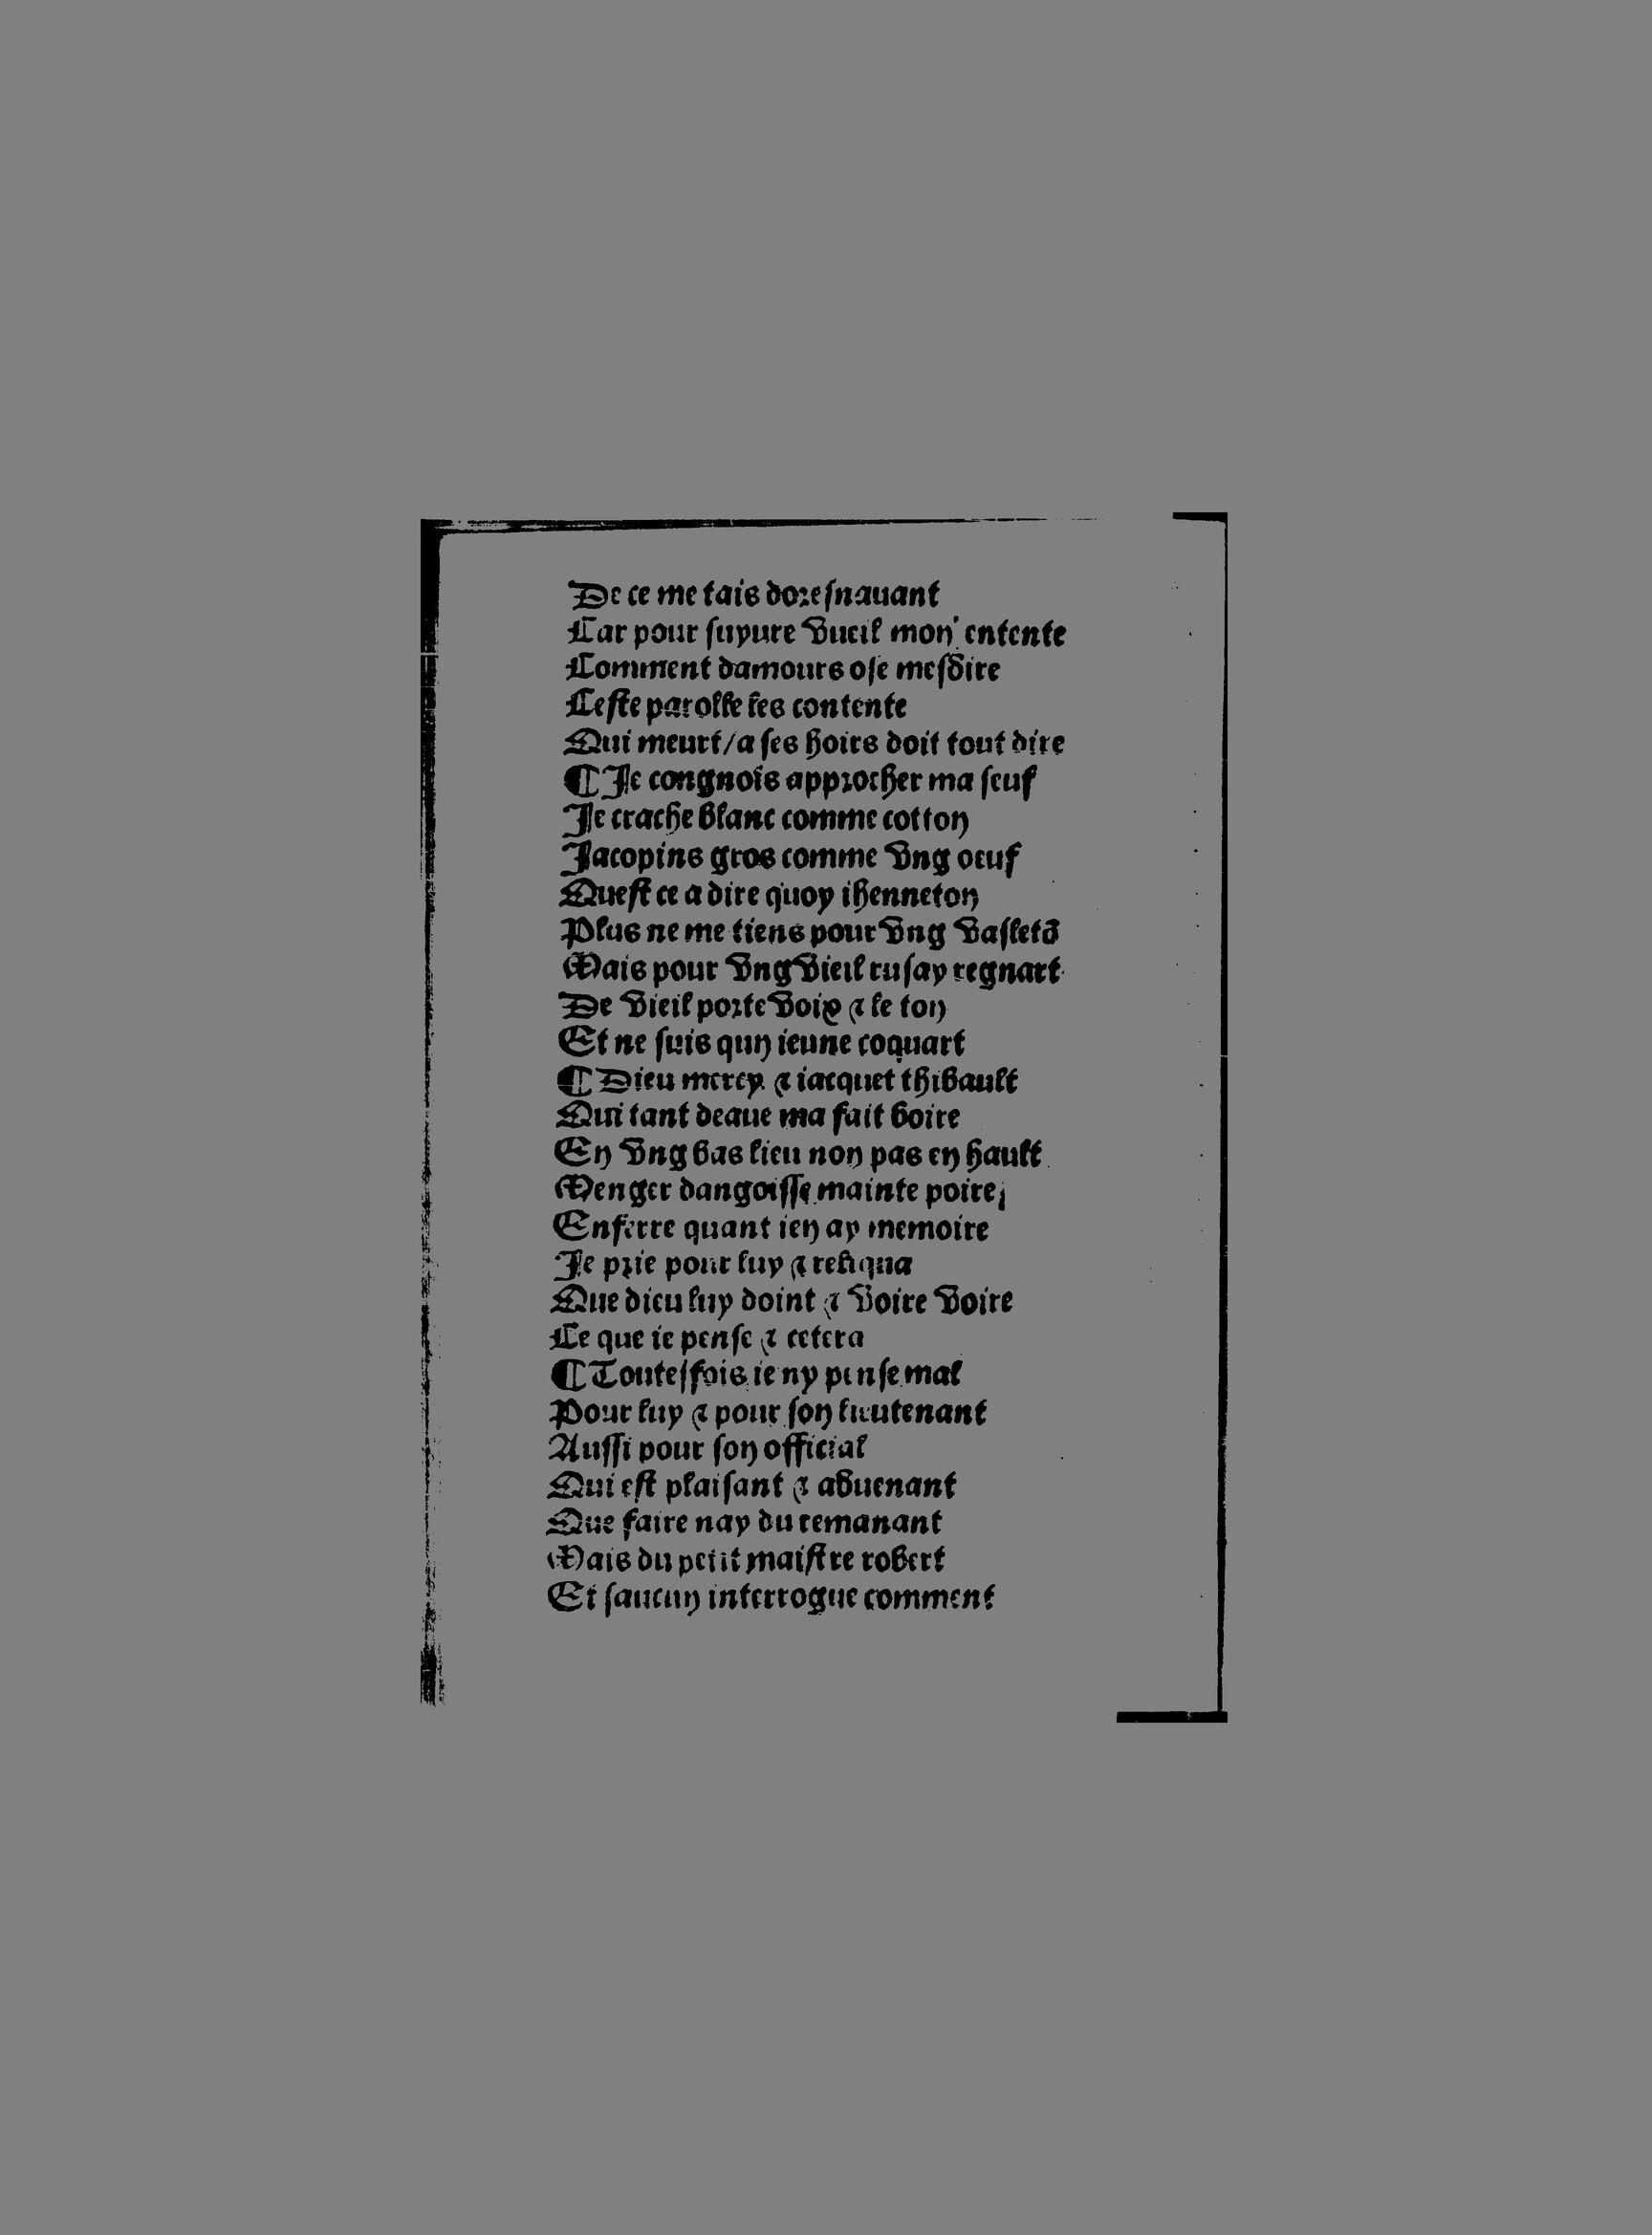 De ce me tais doresnauant
Car pour suyure vueil mon entente
Comment damours ose mesdire
Ceste parolle les contente
Qui meurt/a ses hoirs doit tout dire
¶ Je congnois approcher ma seuf
Je crache blanc comme cotton
Jacopins gros comme vng oeuf
Quest ce a dire quoy ihenneton
Plus ne me tiens pour vng vasletõ
Mais pour vng vieil rusay regnart
De vieil porte voix ⁊ le ton
Et ne suis qun ieune coquart
¶ Dieu mercy ⁊ iacquet thibault
Qui tant deaue ma fait boire
En vng bas lieu non pas en hault
Menger dangoisse mainte poire
Enferre quant ien ay memoire
Je prie pour luy ⁊ reliqua
Que dieu luy doint ⁊ voire voire
Ce que ie pense ⁊ cetera
¶ Toutesfois ie ny pense mal
Pour luy ⁊ pour son lieutenant
Aussi pour son official
Qui est plaisant ⁊ aduenant
Que faire nay du remanant
Mais du petit maistre robert
Et saucun interrogue comment